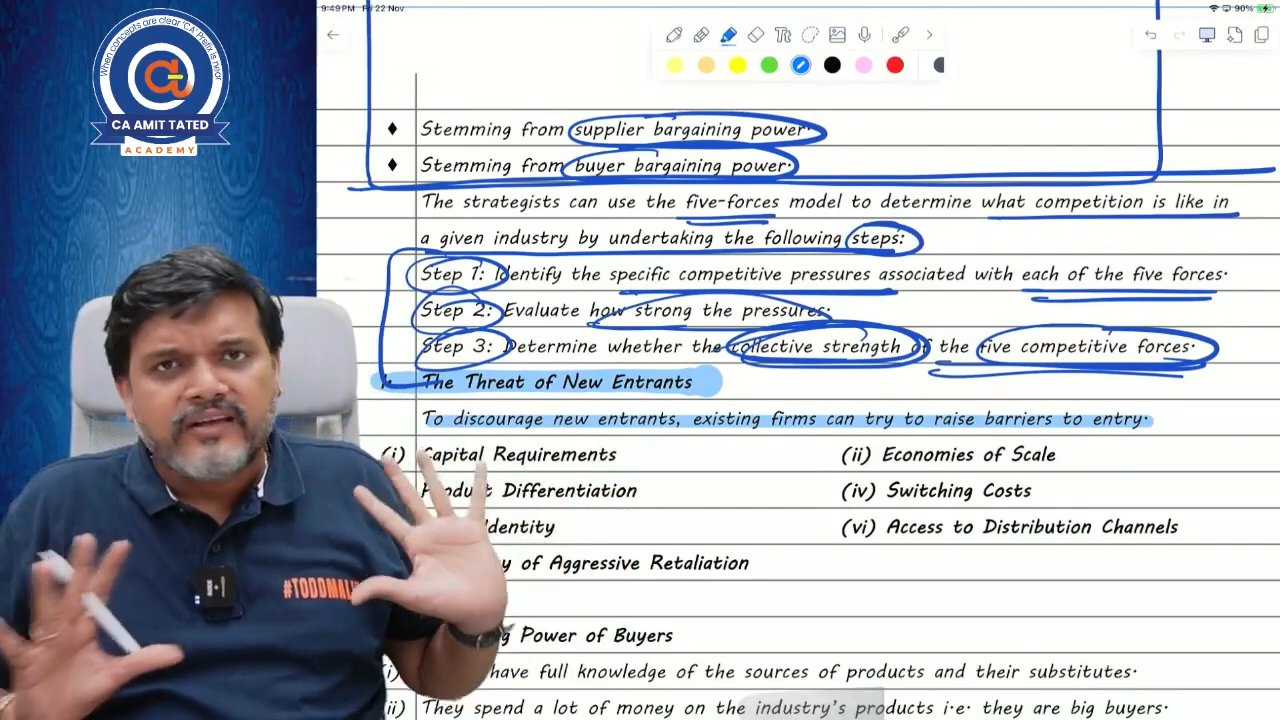 9:49PM Fri 22 Nov
90%
When concepts are clear 'CA' Prefix is near
CA AMIT TATED
ACADEMY
♦ Stemming from supplier bargaining power.
♦ Stemming from buyer bargaining power.
The strategists can use the five-forces model to determine what competition is like in
a given industry by undertaking the following steps:
Step 1: Identify the specific competitive pressures associated with each of the five forces.
Step 2: Evaluate how strong the pressures.
Step 3: Determine whether the collective strength of the five competitive forces.
The Threat of New Entrants
To discourage new entrants, existing firms can try to raise barriers to entry.
(i) Capital Requirements (ii) Economies of Scale
Product Differentiation (iv) Switching Costs
Identity (vi) Access to Distribution Channels
of Aggressive Retaliation
Power of Buyers
have full knowledge of the sources of products and their substitutes.
(ii) They spend a lot of money on the industry's products i.e. they are big buyers.